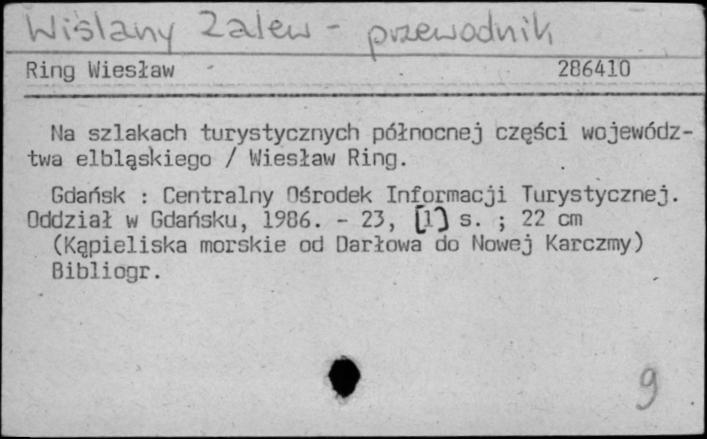 Wiślany Zalew - przewodnik
Ring Wiesław 286410
Na szlakach turystycznych północnej części wojewódz-
twa elbląskiego / Wiesław Ring.
Gdańsk : Centralny Ośrodek Informacji Turystycznej.
Oddział w Gdańsku, 1986. - 23, [1] s. ; 22 cm
(Kąpieliska morskie od Darłowa do Nowej Karczmy)
Bibliogr.
9